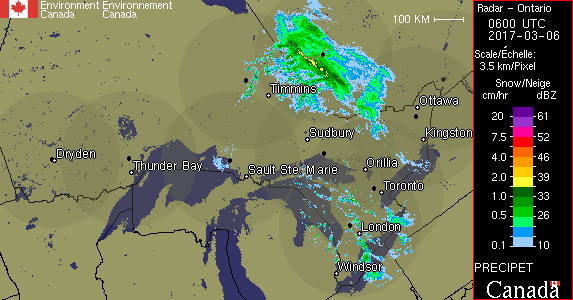 Environment Environnement
Canada Canada
100 KM
Timmins
Ottawa
Sudbury
Kingston
Dryden
Thunder Bay
Sault Ste. Marie
Orillia
Toronto
London
Windsor
Radar - Ontario
0600 UTC
2017-03-06
Scale/Échelle:
3.5 km/Pixel
Snow/Neige
cm/hr dBZ
20 61
7.5 52
4.0 46
2.0 39
1.0 33
0.5 26
0.1 10
PRECIPET
Canada